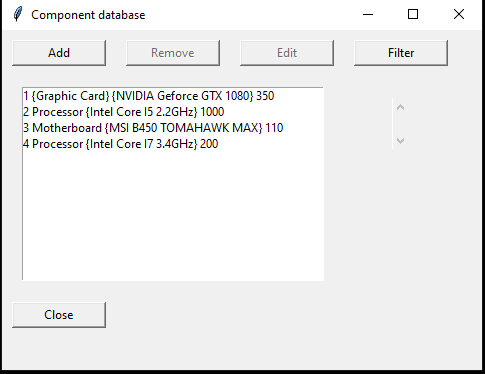 Component database
Add Remove Edit Filter
1 {Graphic Card} {NVIDIA Geforce GTX 1080} 350
2 Processor {Intel Core I5 2.2GHz} 1000
3 Motherboard {MSI B450 TOMAHAWK MAX} 110
4 Processor {Intel Core I7 3.4GHz} 200
Close